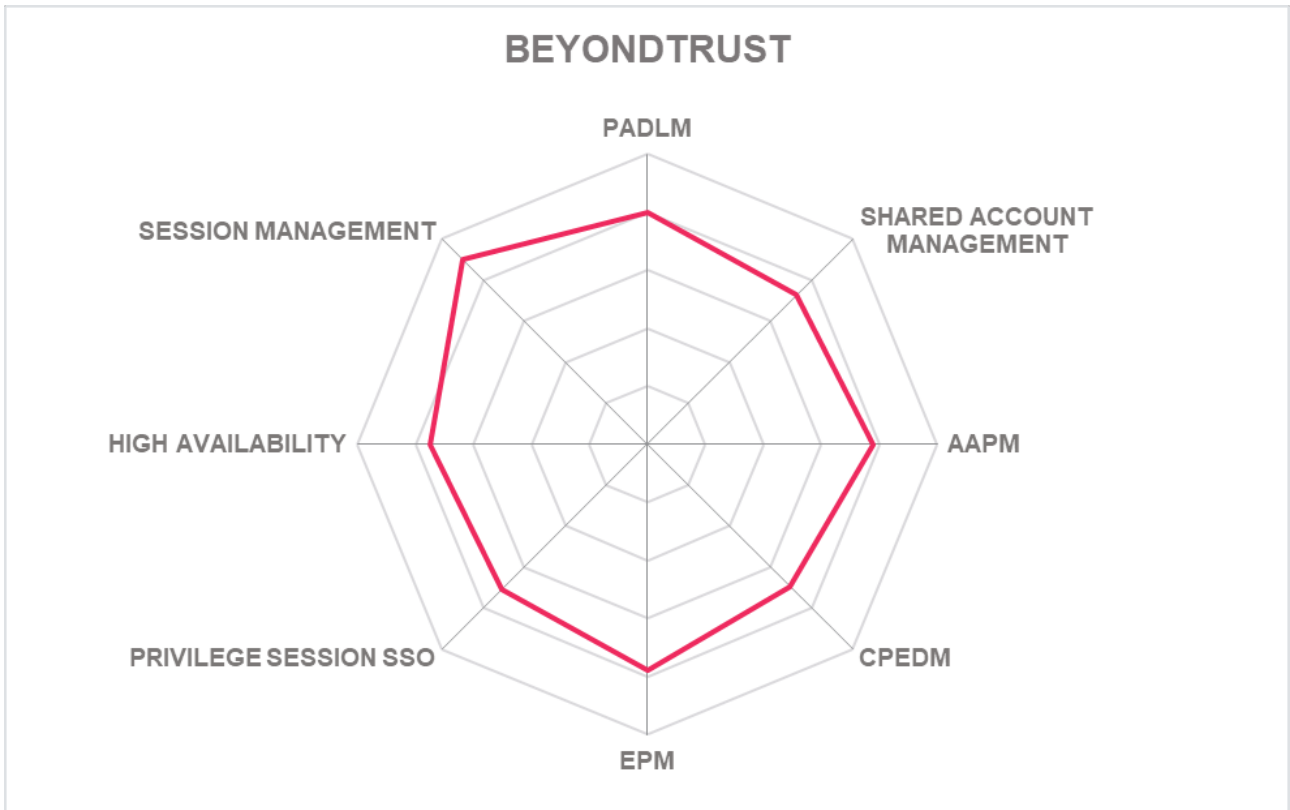 BEYONDTRUST
PADLM
SHARED ACCOUNT
MANAGEMENT
SESSION MANAGEMENT
HIGH AVAILABILITY
AAPM
PRIVILEGE SESSION SSO
CPEDM
EPM